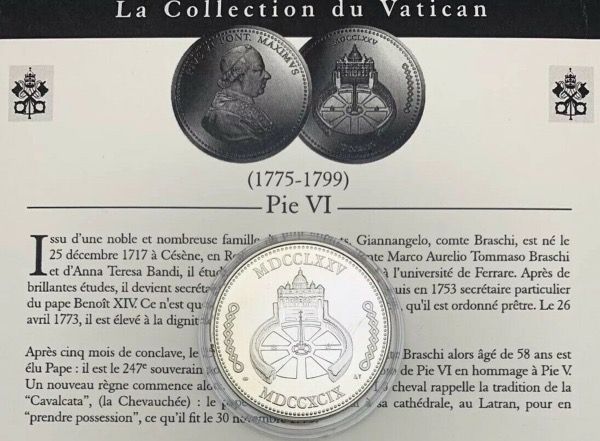 La Collection du Vatican
PIVS VI PONT. MAXIMVS
MDCCLXXV
(1775-1799)
Pie VI
Issu d'une noble et nombreuse famille Giannangelo, comte Braschi, est né le
25 décembre 1717 à Césène, en Marco Aurelio Tommaso Braschi
et d'Anna Teresa Bandi, il à l'université de Ferrare. Après de
brillantes études, il devient en 1753 secrétaire particulier
du pape Benoît XIV. Ce n'est qu'il est ordonné prêtre. Le 26
avril 1773, il est élevé à la
Après cinq mois de conclave, le Braschi alors âgé de 58 ans est
élu Pape : il est le 247e souverain de Pie VI en hommage à Pie V.
Un nouveau règne commence cheval rappelle la tradition de la
"Cavalcata", (la Chevauchée) : le à sa cathédrale, au Latran, pour en
"prendre possession", ce qu'il fit le 30
MDCCLXXV
MDCCXCIX